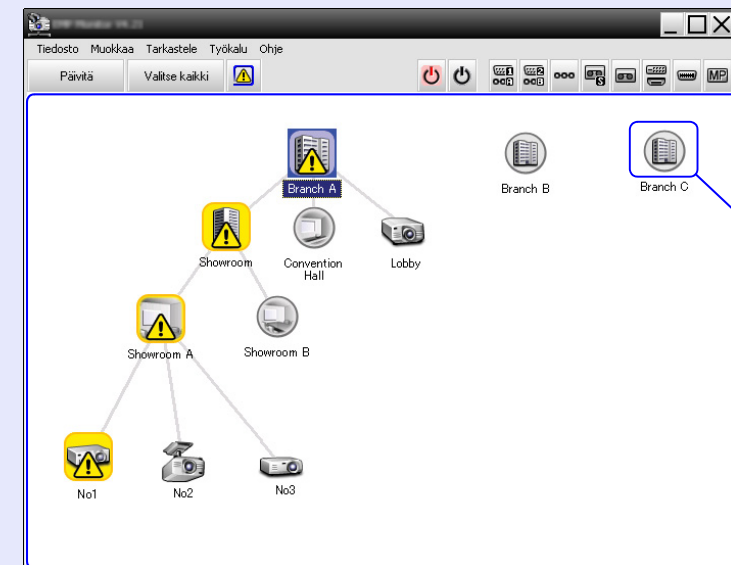 Tiedosto Muokkaa Tarkastele Työkalu Ohje
Päivitä Valitse kaikki MP
Branch A Branch B Branch C
Showroom Convention Hall Lobby
Showroom A Showroom B
No1 No2 No3